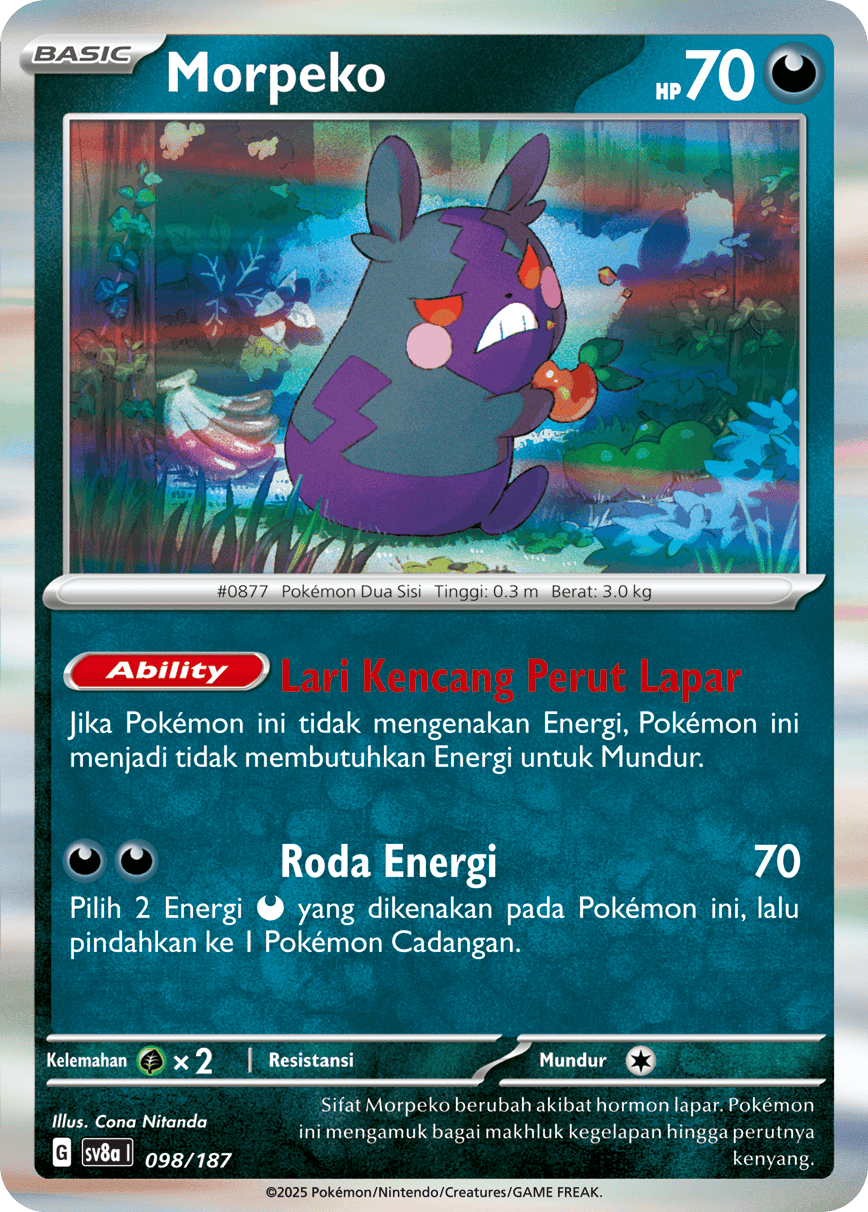 BASIC
Morpeko
HP 70
#0877 Pokémon Dua Sisi Tinggi: 0.3 m Berat: 3.0 kg
Ability Lari Kencang Perut Lapar
Jika Pokémon ini tidak mengenakan Energi, Pokémon ini
menjadi tidak membutuhkan Energi untuk Mundur.
Roda Energi 70
Pilih 2 Energi yang dikenakan pada Pokémon ini, lalu
pindahkan ke 1 Pokémon Cadangan.
Kelemahan ×2 | Resistansi Mundur
Illus. Cona Nitanda
G sv8a I 098/187
Sifat Morpeko berubah akibat hormon lapar. Pokémon
ini mengamuk bagai makhluk kegelapan hingga perutnya
kenyang.
©2025 Pokémon/Nintendo/Creatures/GAME FREAK.